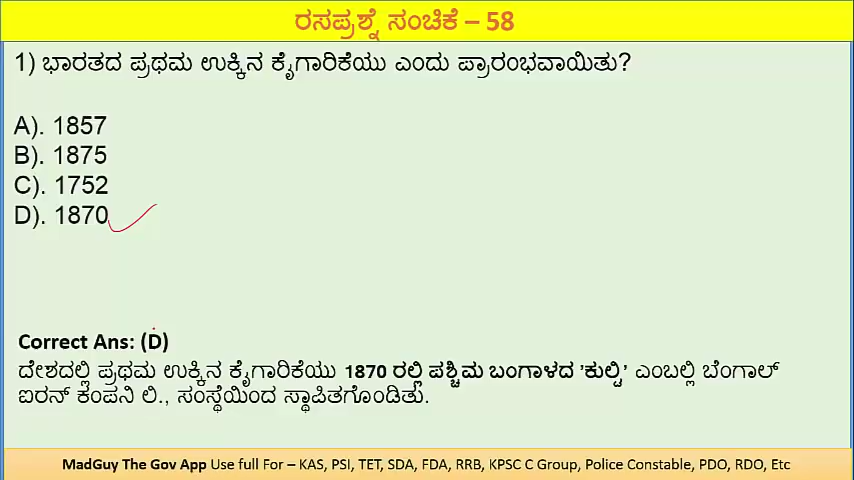 ರಸಪ್ರಶ್ನೆ ಸಂಚಿಕೆ – 58
1) ಭಾರತದ ಪ್ರಥಮ ಉಕ್ಕಿನ ಕೈಗಾರಿಕೆಯು ಎಂದು ಪ್ರಾರಂಭವಾಯಿತು?
A). 1857
B). 1875
C). 1752
D). 1870
Correct Ans: (D)
ದೇಶದಲ್ಲಿ ಪ್ರಥಮ ಉಕ್ಕಿನ ಕೈಗಾರಿಕೆಯು 1870 ರಲ್ಲಿ ಪಶ್ಚಿಮ ಬಂಗಾಳದ 'ಕುಲ್ಟಿ' ಎಂಬಲ್ಲಿ ಬೆಂಗಾಲ್
ಐರನ್ ಕಂಪನಿ ಲಿ., ಸಂಸ್ಥೆಯಿಂದ ಸ್ಥಾಪಿತಗೊಂಡಿತು.
MadGuy The Gov App Use full For – KAS, PSI, TET, SDA, FDA, RRB, KPSC C Group, Police Constable, PDO, RDO, Etc